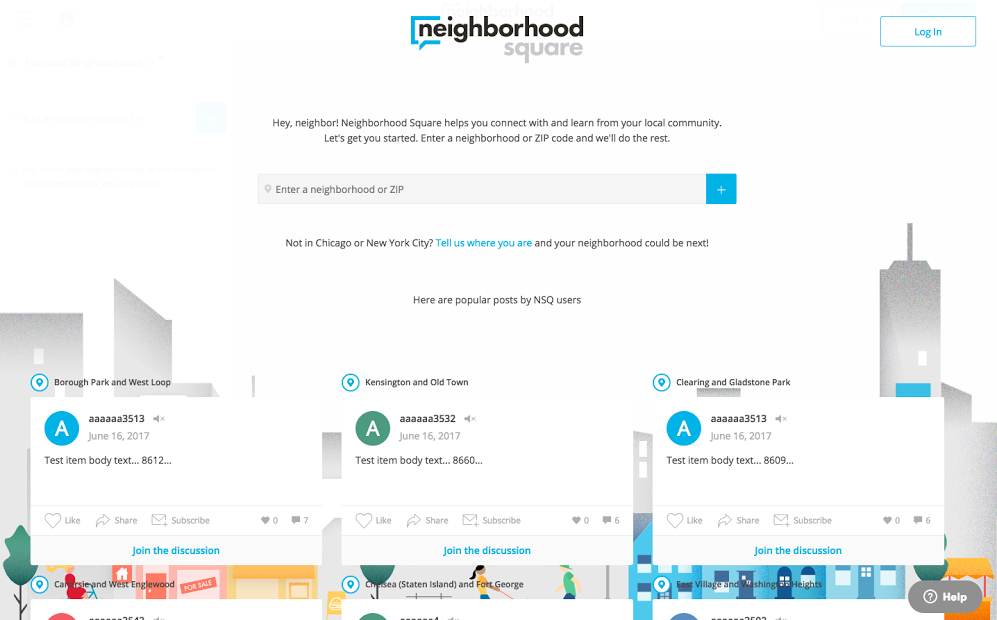 neighborhood
square
Log In
Hey, neighbor! Neighborhood Square helps you connect with and learn from your local community.
Let's get you started. Enter a neighborhood or ZIP code and we'll do the rest.
Enter a neighborhood or ZIP
+
Not in Chicago or New York City? Tell us where you are and your neighborhood could be next!
Here are popular posts by NSQ users
Borough Park and West Loop
A
aaaaaa3513
June 16, 2017
Test item body text... 8612...
Like Share Subscribe 0 7
Join the discussion
Kensington and Old Town
A
aaaaaa3532
June 16, 2017
Test item body text... 8660...
Like Share Subscribe 0 6
Join the discussion
Clearing and Gladstone Park
A
aaaaaa3513
June 16, 2017
Test item body text... 8609...
Like Share Subscribe 0 6
Join the discussion
Canarsie and West Englewood
FOR SALE
Chelsea (Staten Island) and Fort George
East Village and Washington Heights
? Help